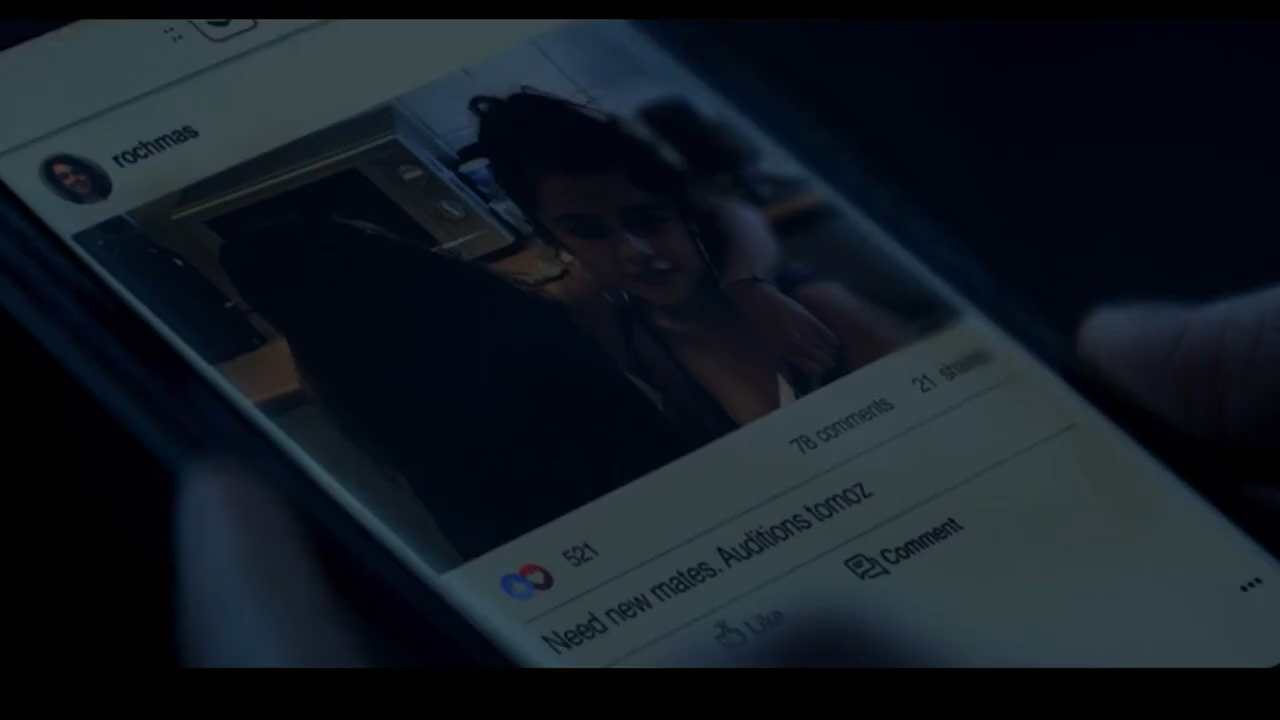 rochmas
78 comments 21 shares
521
Need new mates. Auditions tomoz
Like Comment